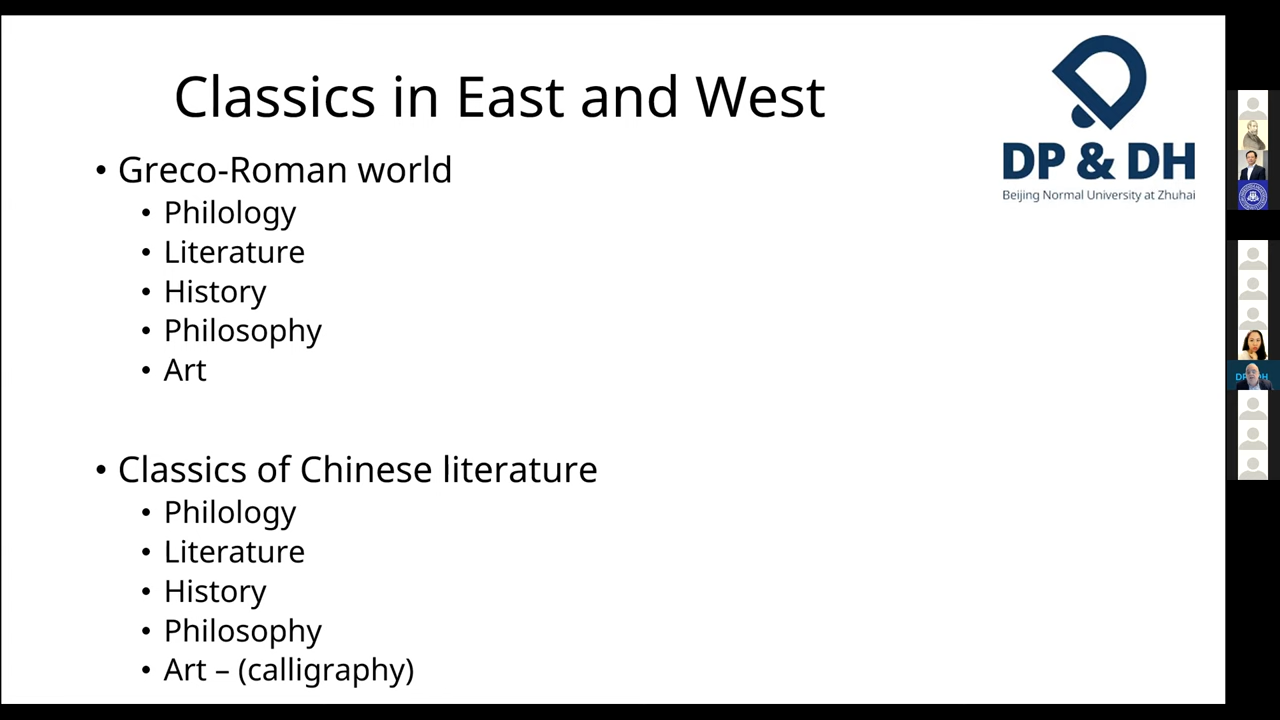 Classics in East and West
DP & DH
Beijing Normal University at Zhuhai
• Greco-Roman world
• Philology
• Literature
• History
• Philosophy
• Art
• Classics of Chinese literature
• Philology
• Literature
• History
• Philosophy
• Art – (calligraphy)